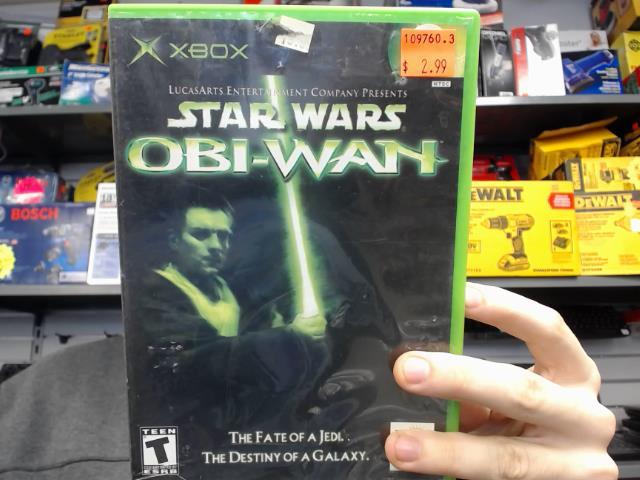 XBOX
109760.3
$ 2.99
NTSC
LUCASARTS ENTERTAINMENT COMPANY PRESENTS
STAR WARS
OBI-WAN
DEWALT
BOSCH
THE FATE OF A JEDI.
THE DESTINY OF A GALAXY.
TEEN
T
ESRB